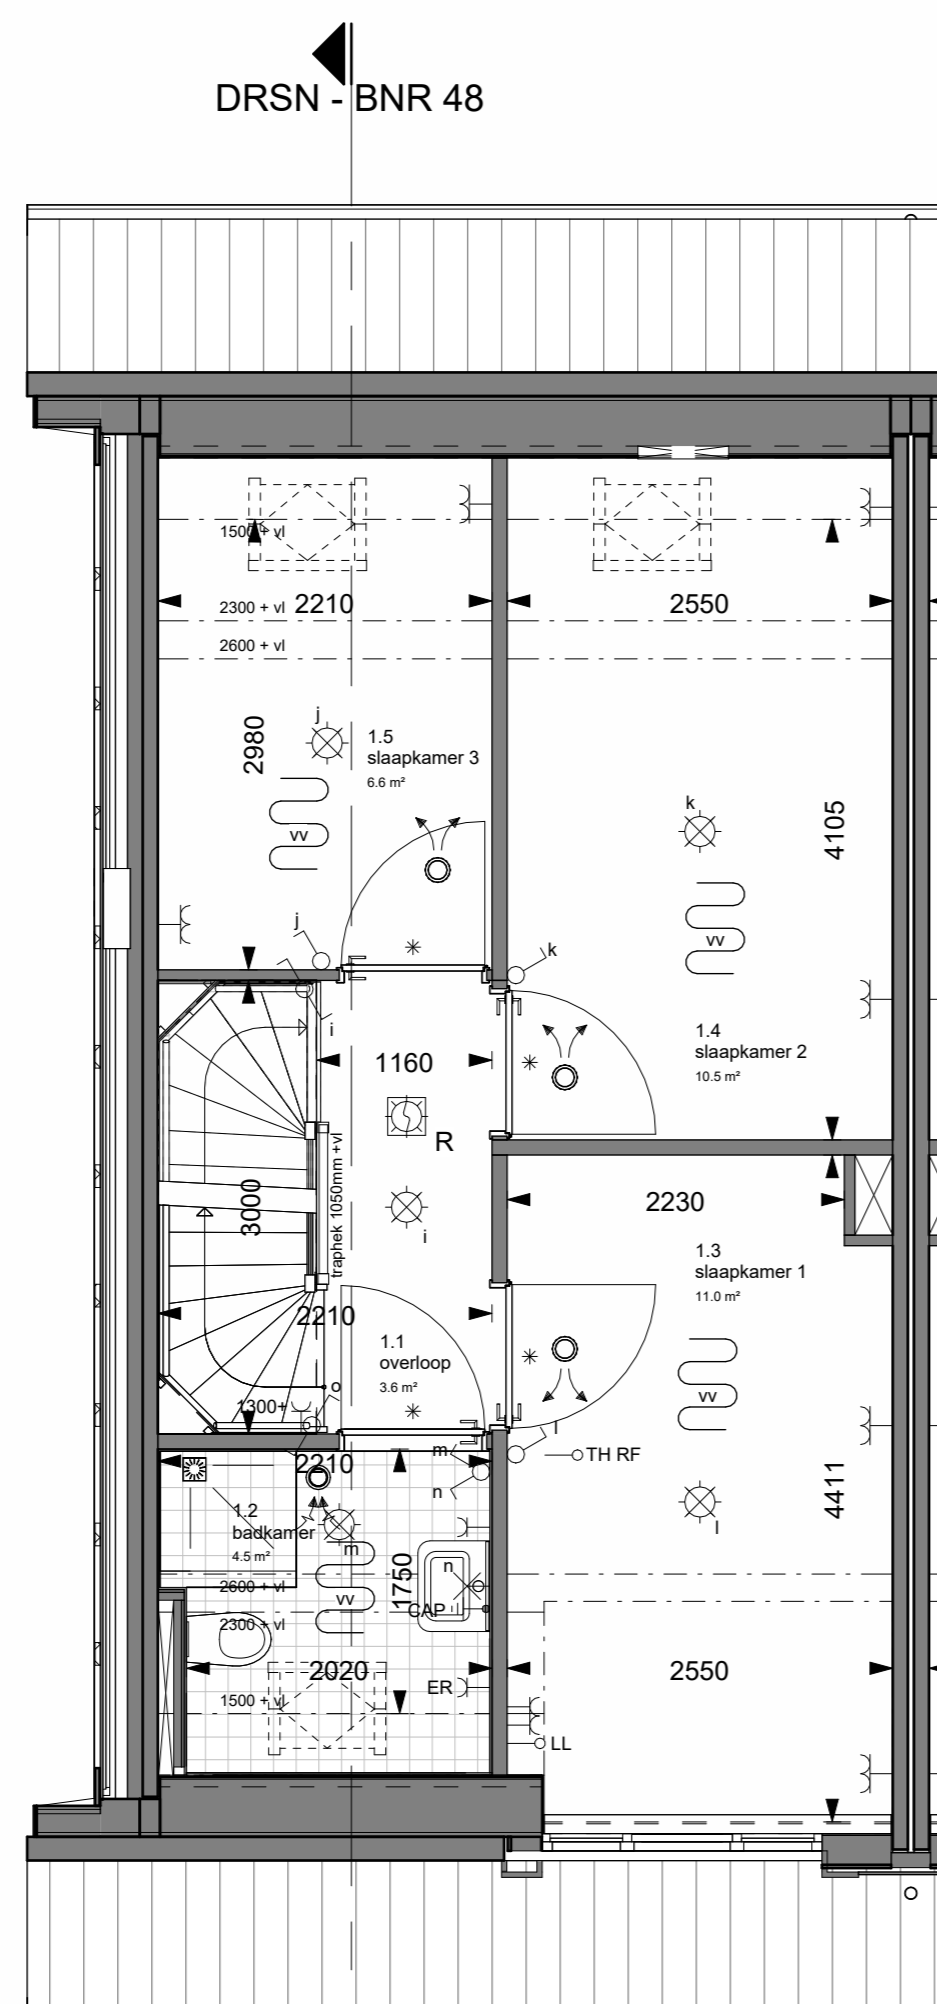 DRSN - BNR 48
1500 + vl
2300 + vl
2210
2550
2600 + vl
j
1.5
slaapkamer 3
6.6 m²
2980
vv
k
4105
vv
j
k
i
1.4
slaapkamer 2
10.5 m²
1160
R
traphek 1050mm +vl
3000
i
2230
1.3
slaapkamer 1
11.0 m²
2210
1.1
overloop
3.6 m²
vv
o
1300+
l
m
TH RF
2210
n
4411
1.2
badkamer
4.5 m²
m
l
1750
n
2600 + vl
vv
CAP
2300 + vl
2020
2550
ER
1500 + vl
LL